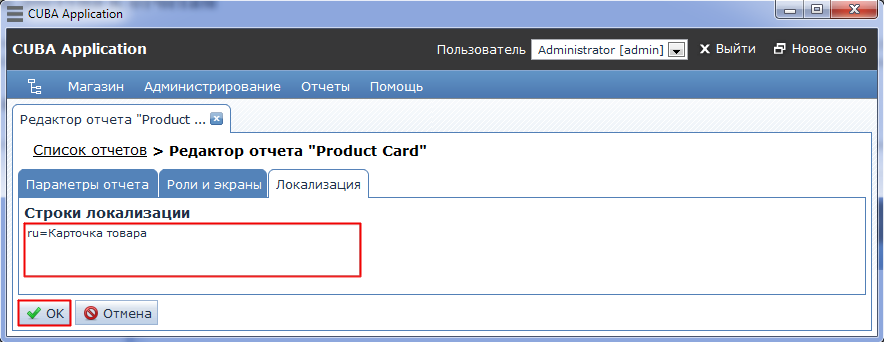 CUBA Application
CUBA Application
Пользователь Administrator [admin] Выйти Новое окно
Магазин Администрирование Отчеты Помощь
Редактор отчета "Product ...
Список отчетов > Редактор отчета "Product Card"
Параметры отчета Роли и экраны Локализация
Строки локализации
ru=Карточка товара
OK Отмена